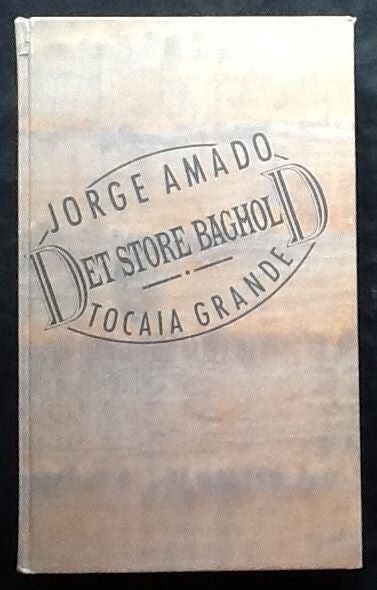 JORGE AMADO
DET STORE BAGHOLD
TOCAIA GRANDE